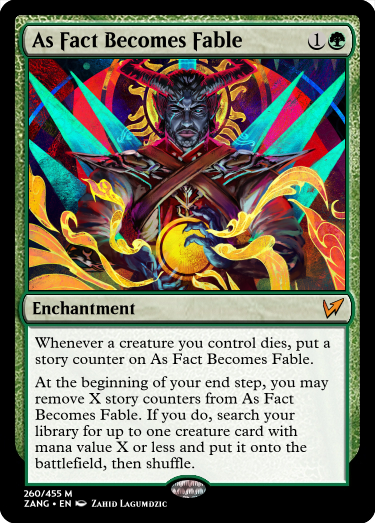 As Fact Becomes Fable 1
Enchantment
Whenever a creature you control dies, put a
story counter on As Fact Becomes Fable.
At the beginning of your end step, you may
remove X story counters from As Fact
Becomes Fable. If you do, search your
library for up to one creature card with
mana value X or less and put it onto the
battlefield, then shuffle.
260/455 M
ZANG • EN Zahid Lagumdzic